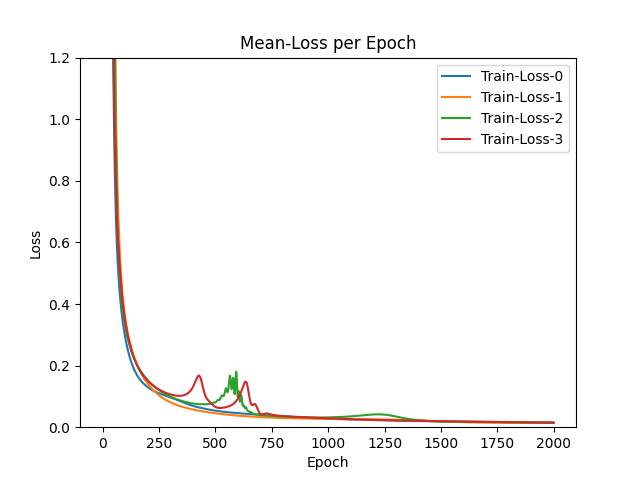 Mean-Loss per Epoch
1.2
1.0
0.8
0.6
0.4
0.2
0.0
Loss
Train-Loss-0
Train-Loss-1
Train-Loss-2
Train-Loss-3
0 250 500 750 1000 1250 1500 1750 2000
Epoch